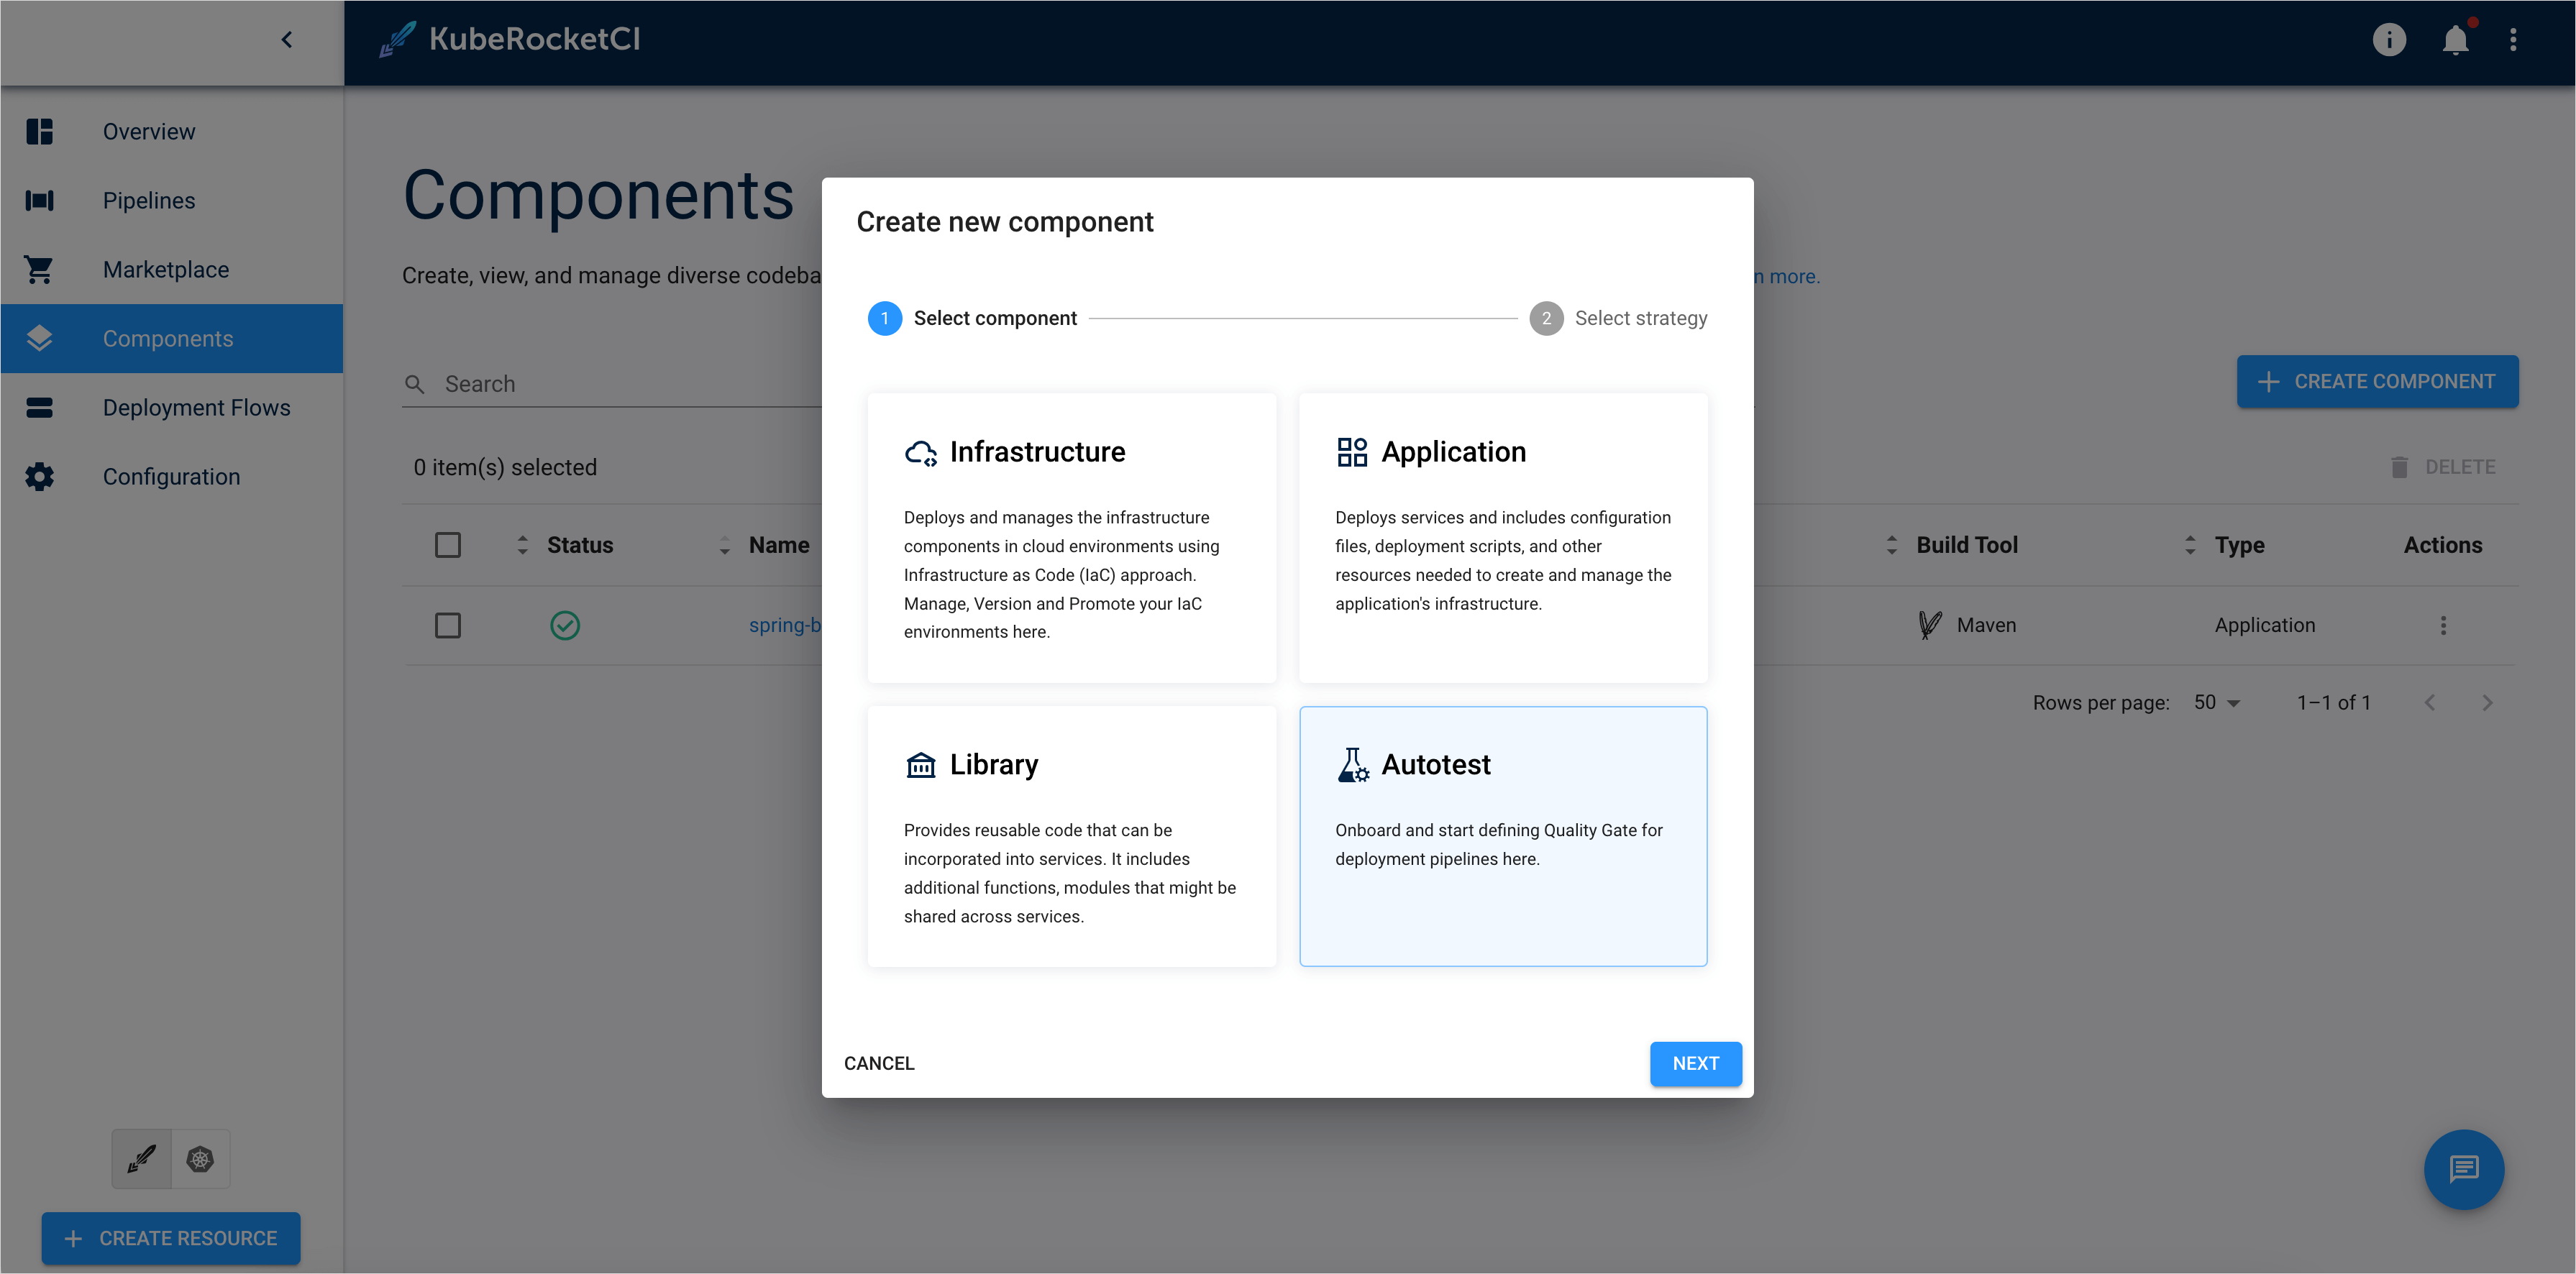 KubeRocketCI
Overview
Pipelines
Marketplace
Components
Deployment Flows
Configuration
CREATE RESOURCE
Components
Create, view, and manage diverse
more.
Search
CREATE COMPONENT
0 item(s) selected
DELETE
Status
Name
Build Tool
Type
Actions
Maven
Application
Rows per page:
50
1–1 of 1
Create new component
1
Select component
2
Select strategy
Infrastructure
Deploys and manages the infrastructure
components in cloud environments using
Infrastructure as Code (IaC) approach.
Manage, Version and Promote your IaC
environments here.
Application
Deploys services and includes configuration
files, deployment scripts, and other
resources needed to create and manage the
application's infrastructure.
Library
Provides reusable code that can be
incorporated into services. It includes
additional functions, modules that might be
shared across services.
Autotest
Onboard and start defining Quality Gate for
deployment pipelines here.
CANCEL
NEXT